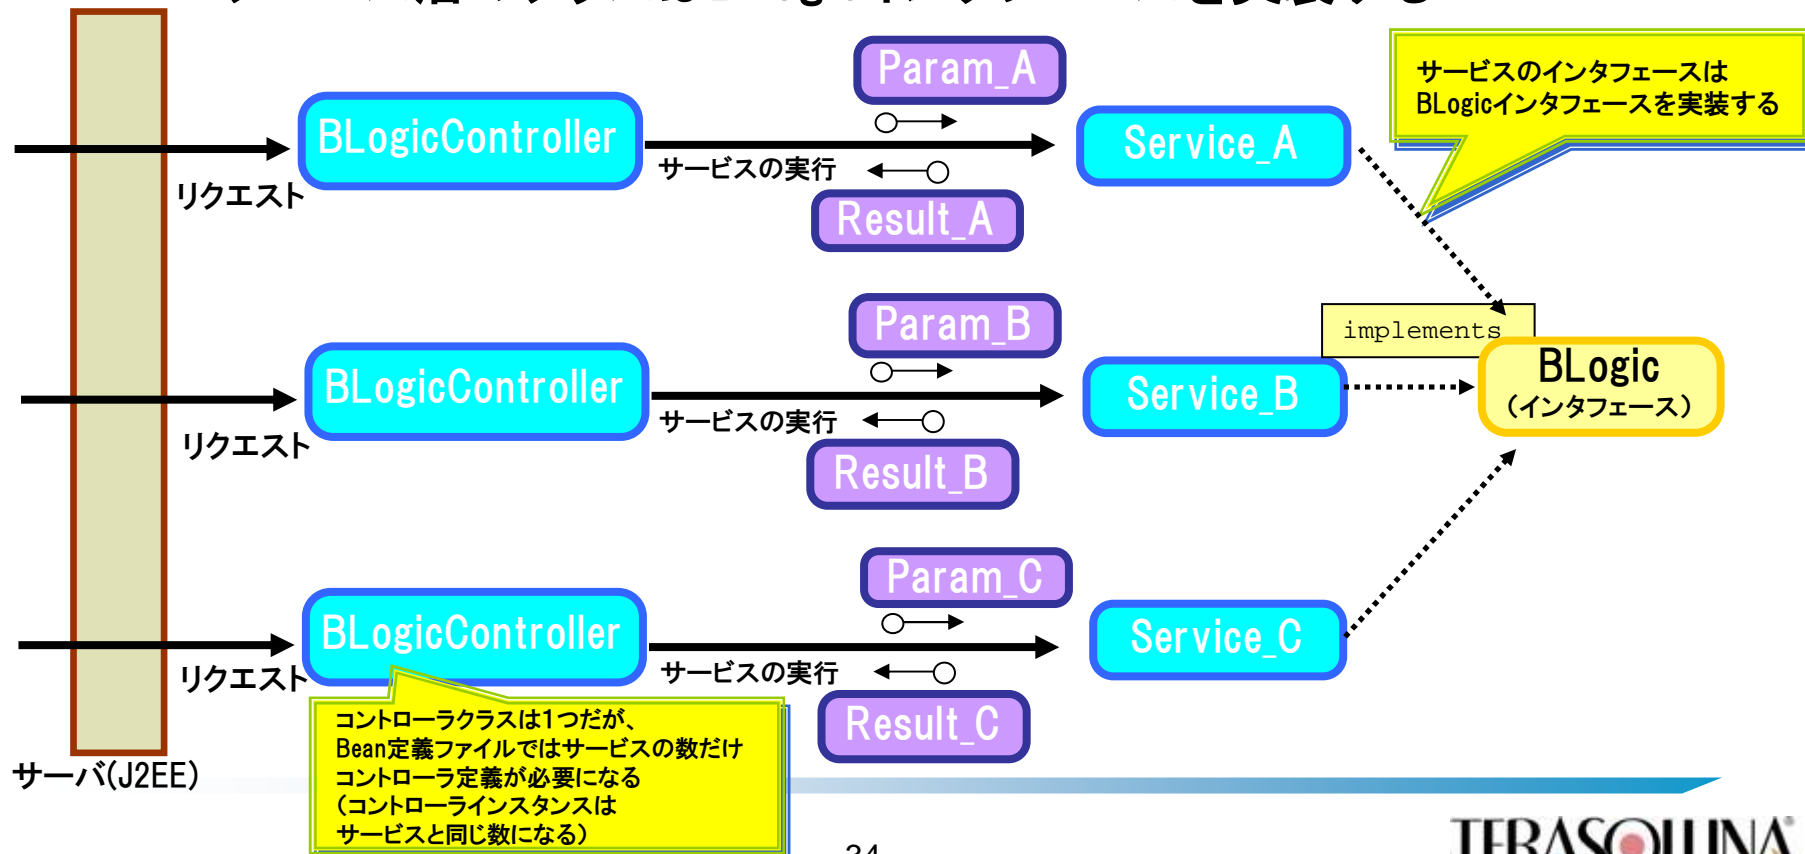 Param_A
サービスのインタフェースは
BLogicインタフェースを実装する
BLogicController
Service_A
サービスの実行
リクエスト
Result_A
Param_B
implements
BLogic
(インタフェース)
BLogicController
Service_B
サービスの実行
リクエスト
Result_B
Param_C
BLogicController
Service_C
サービスの実行
リクエスト
Result_C
コントローラクラスは1つだが、
Bean定義ファイルではサービスの数だけ
コントローラ定義が必要になる
(コントローラインスタンスは
サービスと同じ数になる)
サーバ(J2EE)
TERASOLUNA